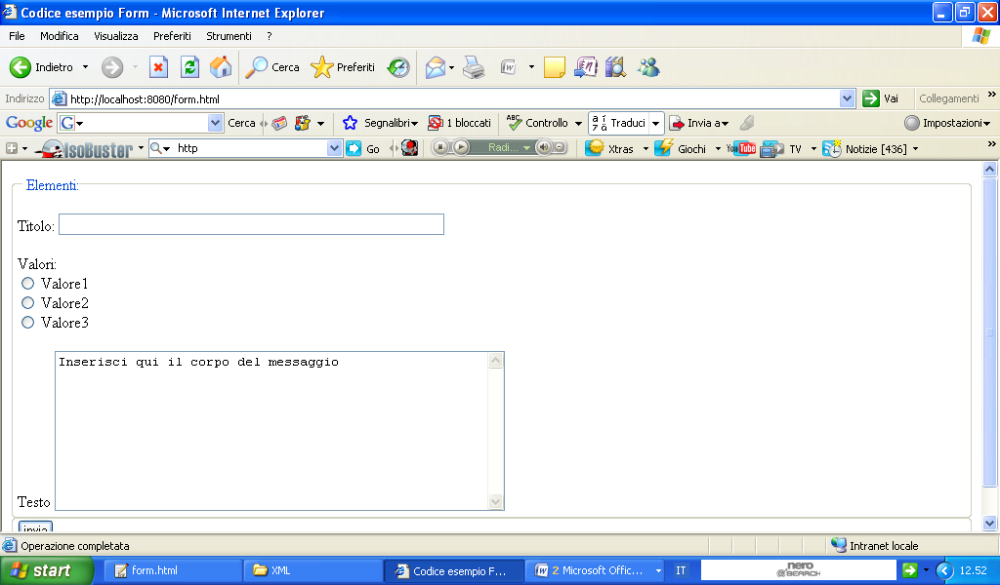 Codice esempio Form - Microsoft Internet Explorer
File Modifica Visualizza Preferiti Strumenti ?
Indietro Cerca Preferiti
Indirizzo http://localhost:8080/form.html Vai Collegamenti »
Google G Cerca Segnalibri 1 bloccati ABC Controllo Traduci Invia a Impostazioni
IsoBuster http Go Radi... Xtras Giochi YouTube TV Notizie [436] »
Elementi:
Titolo:
Valori:
Valore1
Valore2
Valore3
Inserisci qui il corpo del messaggio
Testo
invia
Operazione completata Intranet locale
start form.html XML Codice esempio F... 2 Microsoft Offic... IT nero @SEARCH 12.52